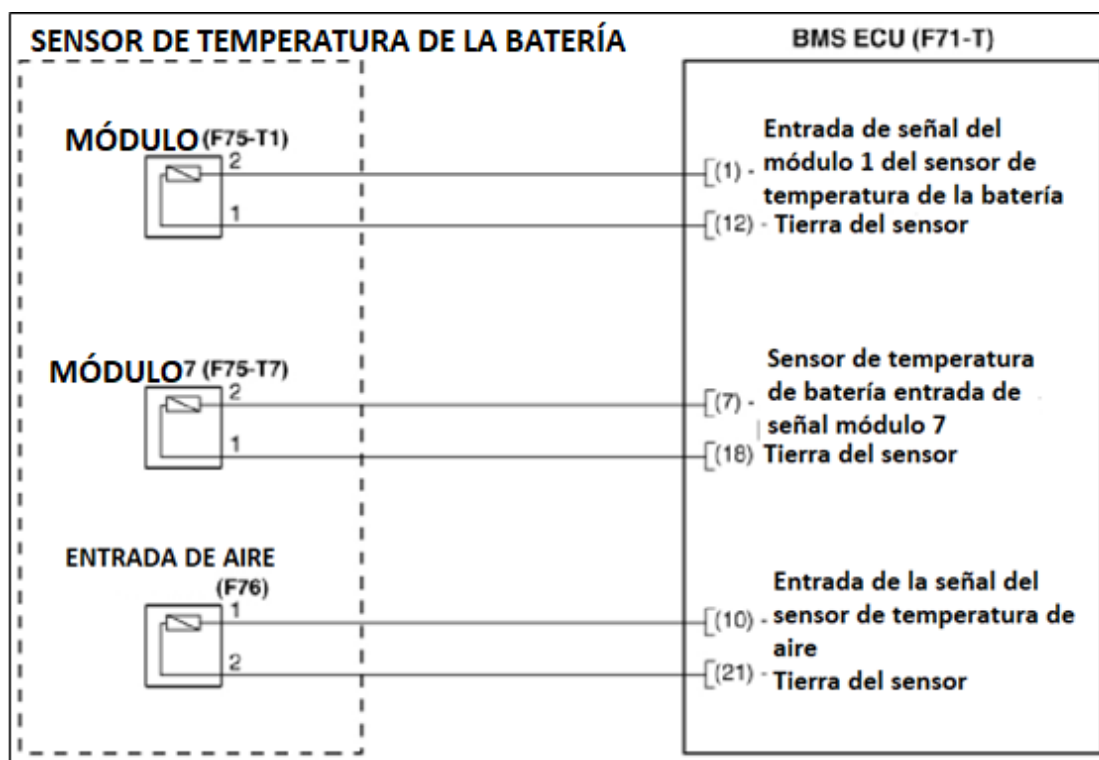 SENSOR DE TEMPERATURA DE LA BATERÍA
BMS ECU (F71-T)
MÓDULO (F75-T1)
2
1
(1) -
Entrada de señal del
módulo 1 del sensor de
temperatura de la batería
(12) - Tierra del sensor
MÓDULO 7 (F75-T7)
2
1
(7) -
Sensor de temperatura
de batería entrada de
señal módulo 7
(18) Tierra del sensor
ENTRADA DE AIRE
(F76)
1
2
(10) -
Entrada de la señal del
sensor de temperatura de
aire
(21) - Tierra del sensor